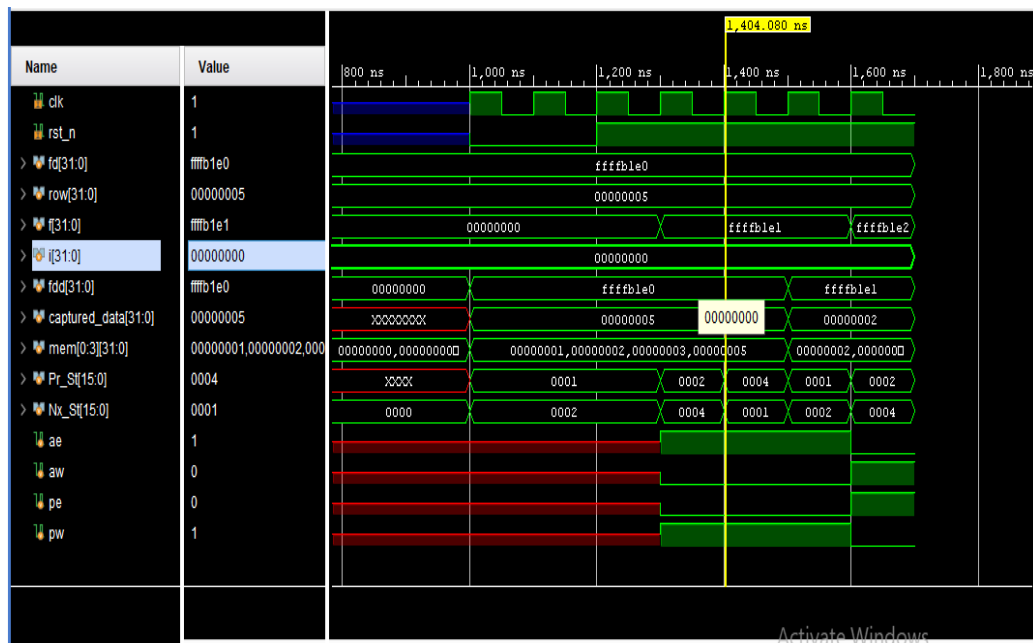 1,404.080 ns
Name Value 800 ns 1,000 ns 1,200 ns 1,400 ns 1,600 ns 1,800 ns
clk 1
rst_n 1
fd[31:0] ffffb1e0 ffffb1e0
row[31:0] 00000005 00000005
f[31:0] ffffb1e1 00000000 ffffb1e1 ffffb1e2
i[31:0] 00000000 00000000
fdd[31:0] ffffb1e0 00000000 ffffb1e0 ffffb1e1
captured_data[31:0] 00000005 XXXXXXXX 00000005 00000000 00000002
mem[0:3][31:0] 00000001,00000002,000 00000000,00000000 00000001,00000002,00000003,00000005 00000002,000000
Pr_St[15:0] 0004 XXXX 0001 0002 0004 0001 0002
Nx_St[15:0] 0001 0000 0002 0004 0001 0002 0004
ae 1
aw 0
pe 0
pw 1
Activate Windows